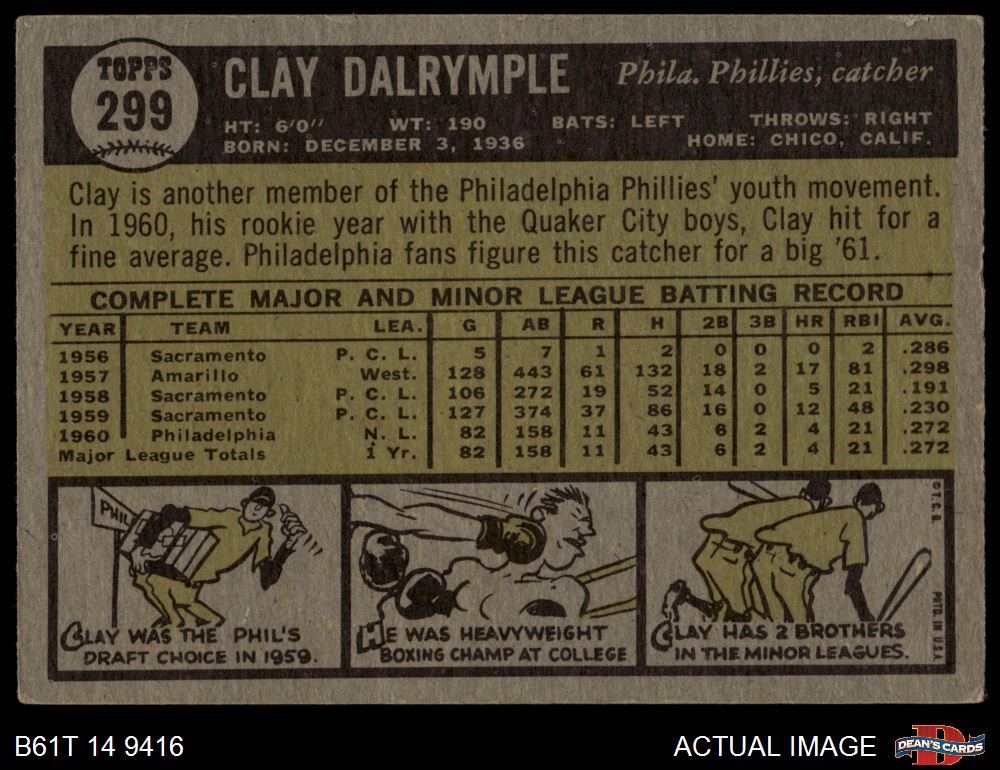 TOPPS
299
CLAY DALRYMPLE
Phila. Phillies, catcher
HT: 6'0" WT: 190 BATS: LEFT THROWS: RIGHT
BORN: DECEMBER 3, 1936 HOME: CHICO, CALIF.
Clay is another member of the Philadelphia Phillies' youth movement.
In 1960, his rookie year with the Quaker City boys, Clay hit for a
fine average. Philadelphia fans figure this catcher for a big '61.
COMPLETE MAJOR AND MINOR LEAGUE BATTING RECORD
YEAR TEAM LEA. G AB R H 2B 3B HR RBI AVG.
1956 Sacramento P. C. L. 5 7 1 2 0 0 0 2 .286
1957 Amarillo West. 128 443 61 132 18 2 17 81 .298
1958 Sacramento P. C. L. 106 272 19 52 14 0 5 21 .191
1959 Sacramento P. C. L. 127 374 37 86 16 0 12 48 .230
1960 Philadelphia N. L. 82 158 11 43 6 2 4 21 .272
Major League Totals 1 Yr. 82 158 11 43 6 2 4 21 .272
PHIL
CLAY WAS THE PHIL'S
DRAFT CHOICE IN 1959.
HE WAS HEAVYWEIGHT
BOXING CHAMP AT COLLEGE
CLAY HAS 2 BROTHERS
IN THE MINOR LEAGUES.
© T. C. G.
PRTD. IN U.S.A.
B61T 14 9416
ACTUAL IMAGE
DEAN'S CARDS